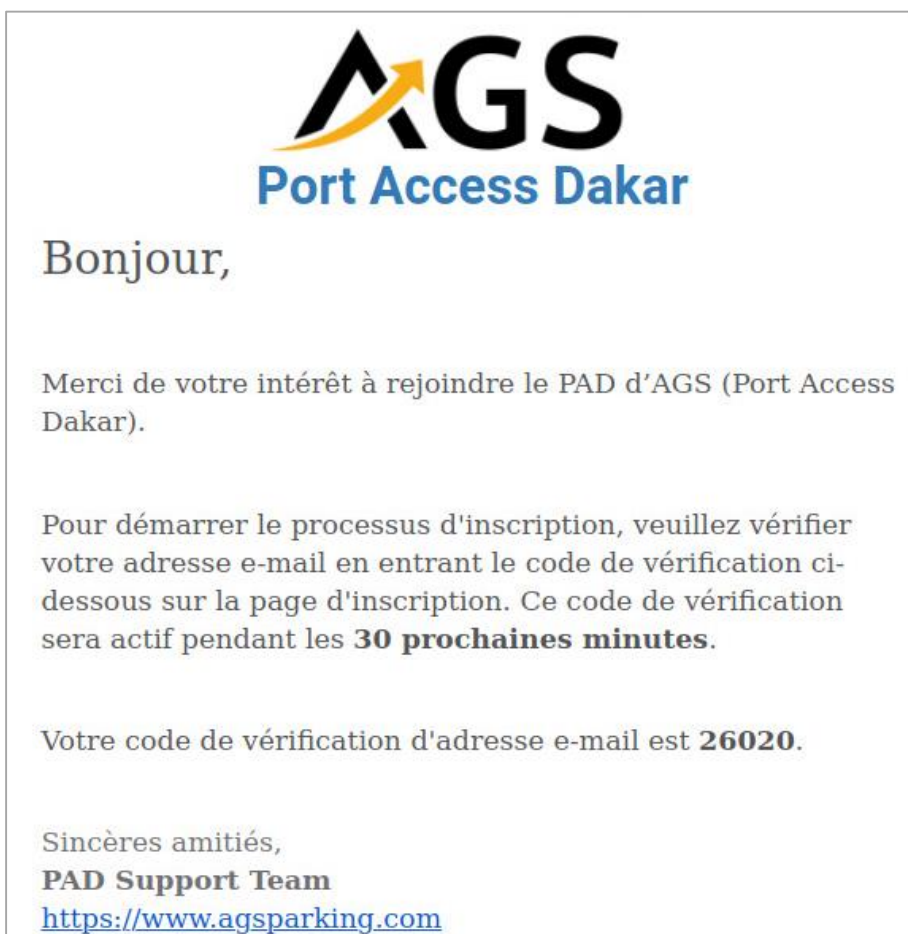 AGS
Port Access Dakar
Bonjour,
Merci de votre intérêt à rejoindre le PAD d’AGS (Port Access
Dakar).
Pour démarrer le processus d'inscription, veuillez vérifier
votre adresse e-mail en entrant le code de vérification ci-
dessous sur la page d'inscription. Ce code de vérification
sera actif pendant les 30 prochaines minutes.
Votre code de vérification d'adresse e-mail est 26020.
Sincères amitiés,
PAD Support Team
https://www.agsparking.com